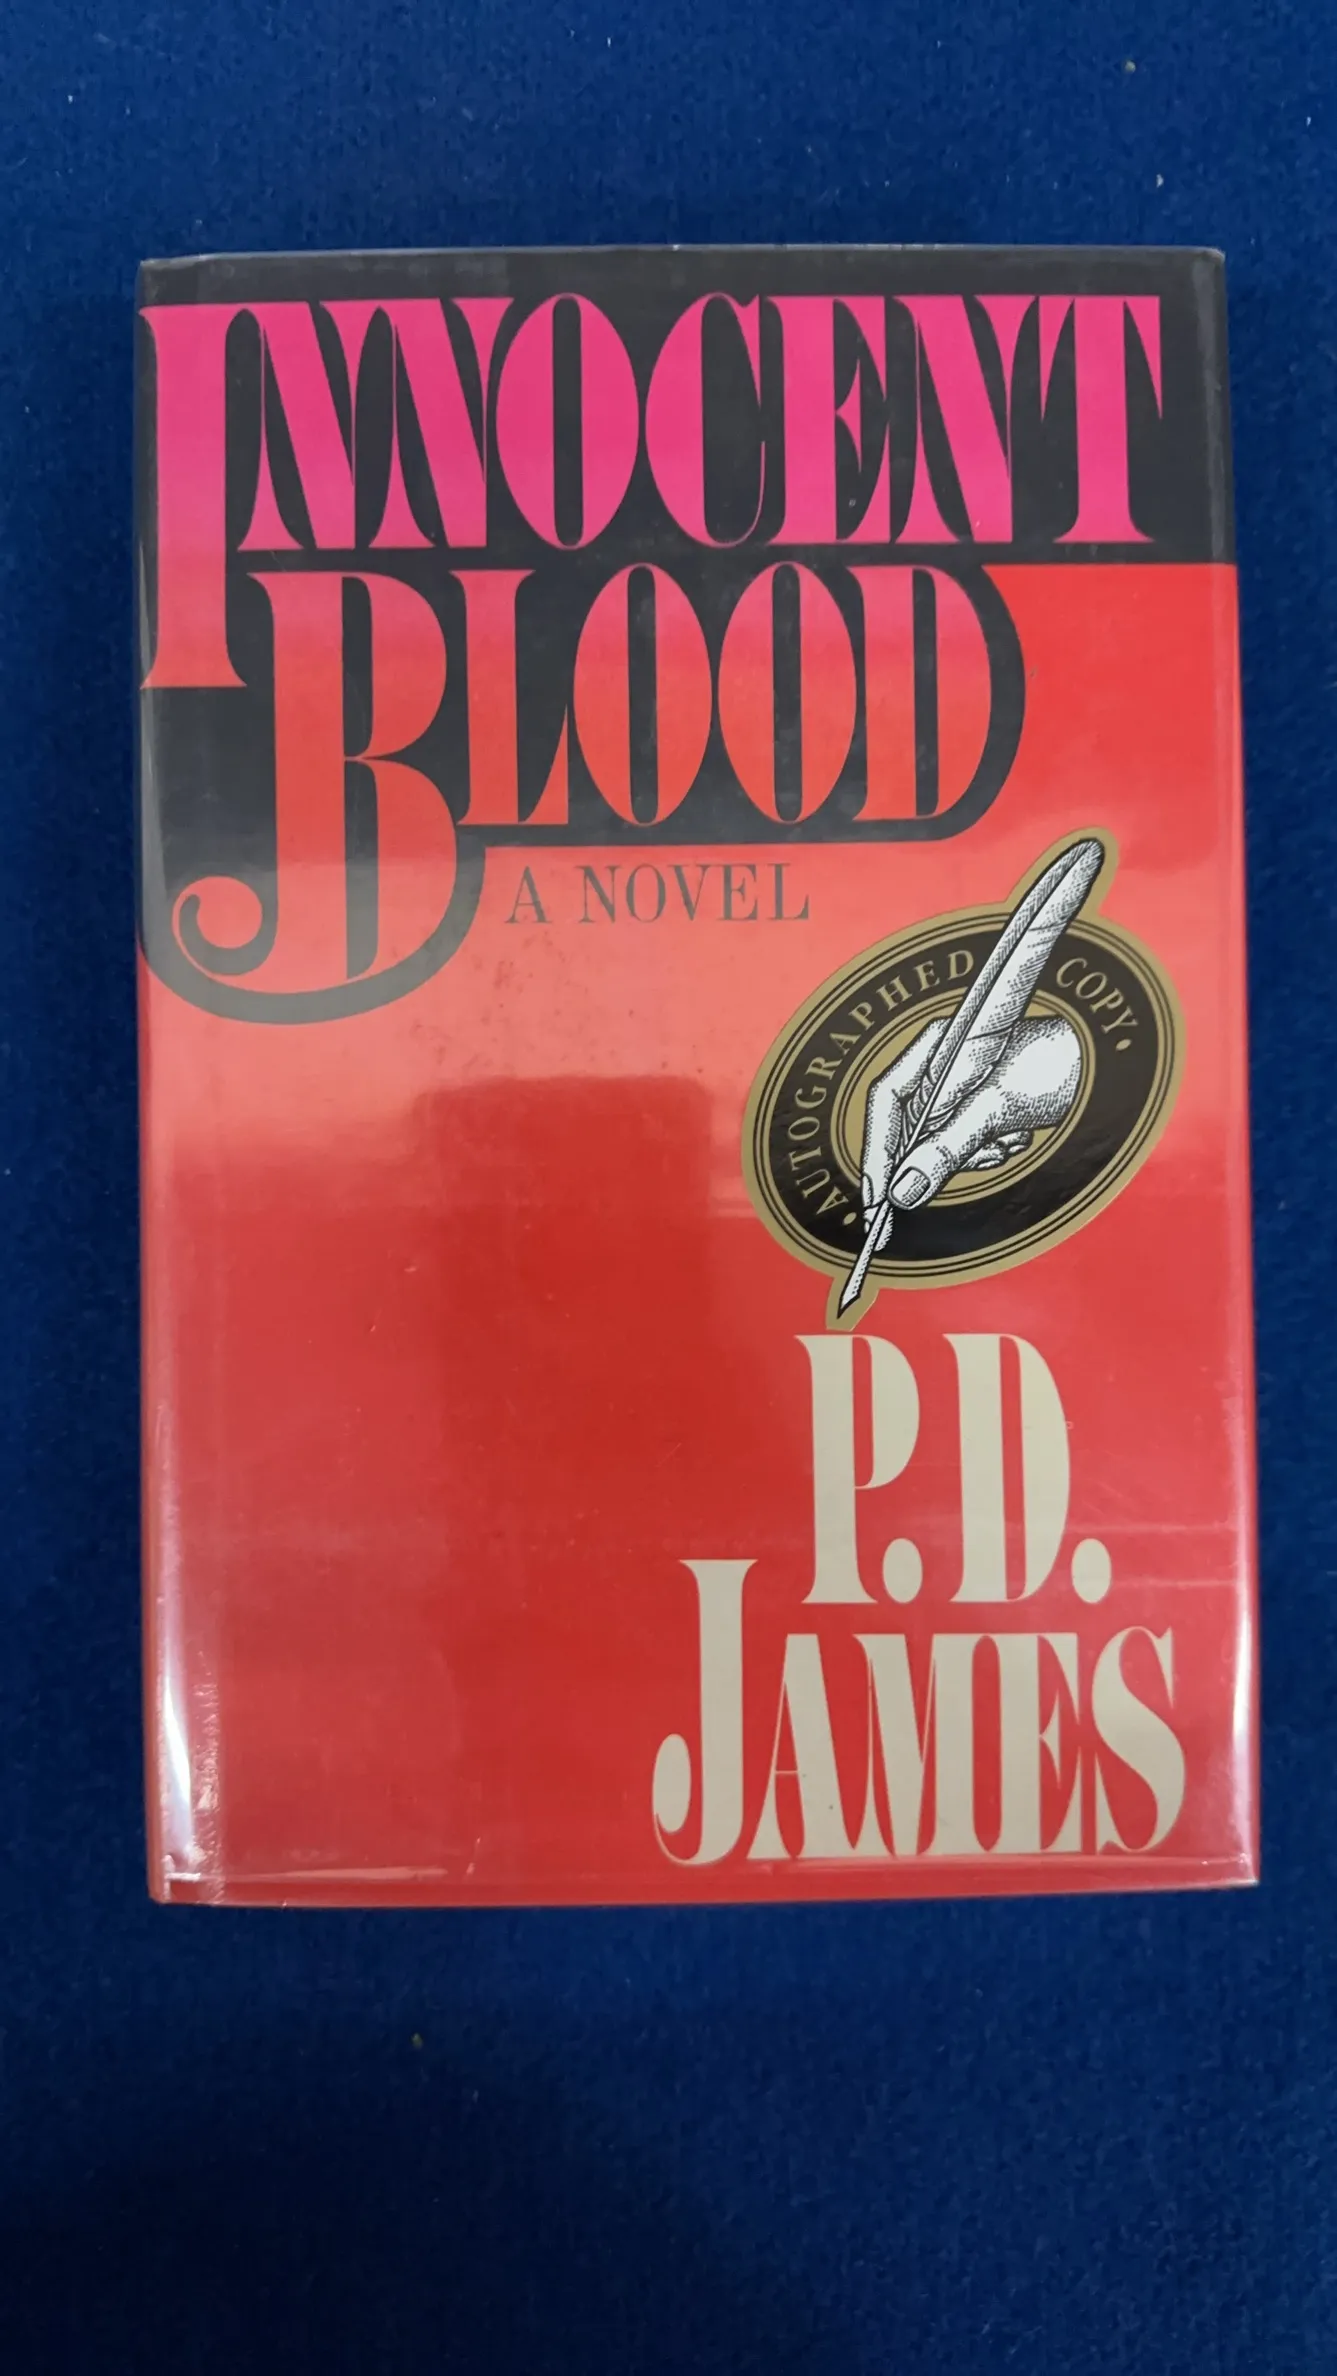 INNOCENT
BLOOD
A NOVEL
• AUTOGRAPHED COPY •
P.D.
JAMES